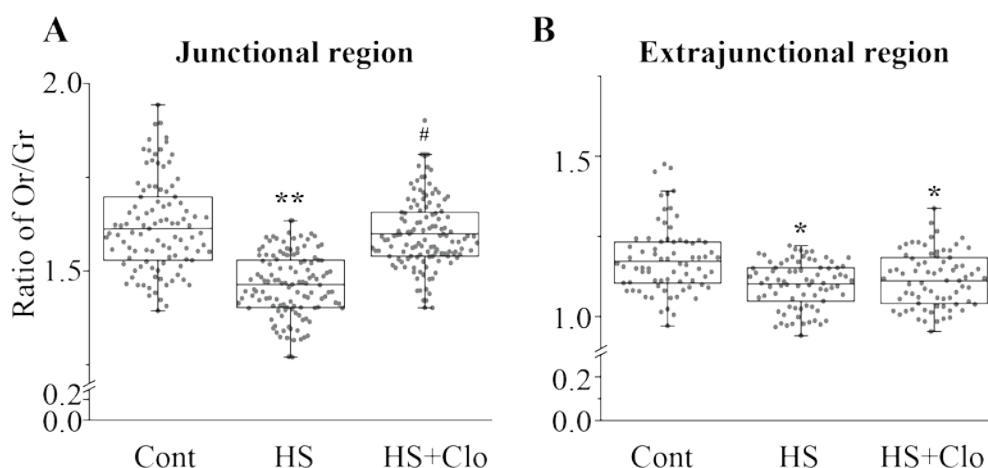 A
Junctional region
Ratio of Or/Gr
2.0
1.5
0.2
0.0
**
#
Cont
HS
HS+Clo
B
Extrajunctional region
1.5
1.0
0.2
0.0
*
*
Cont
HS
HS+Clo